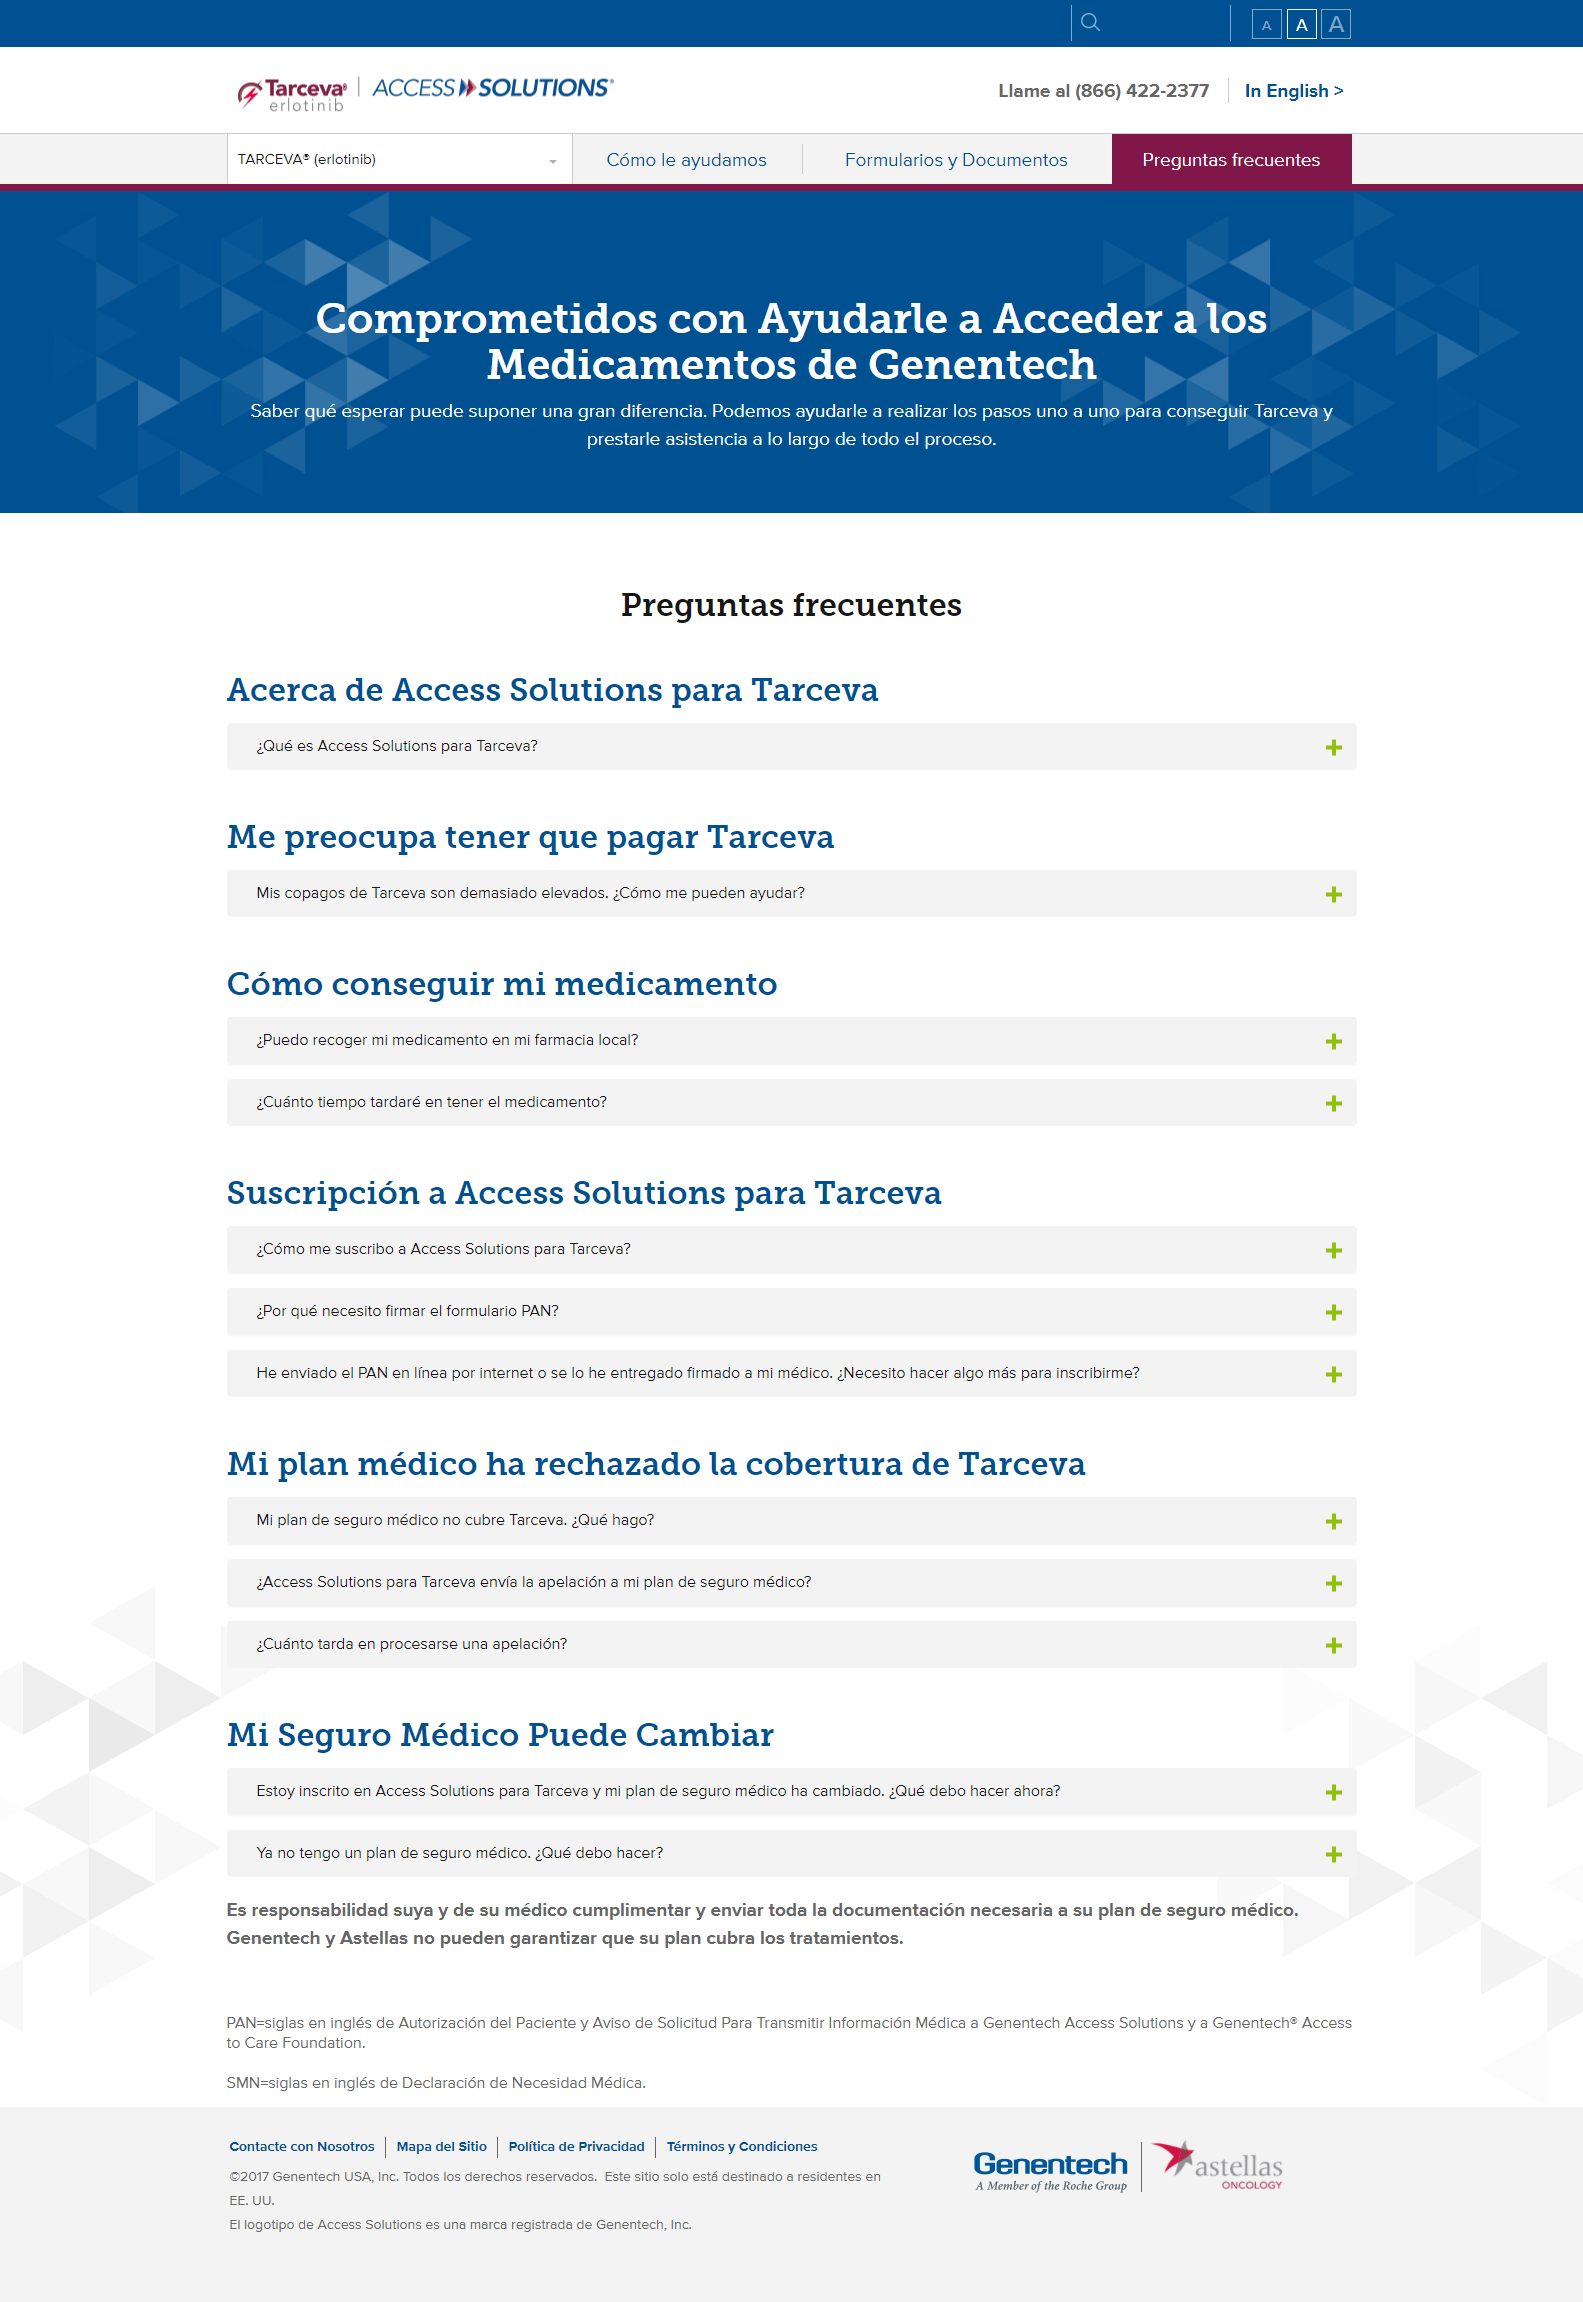 A A A
Tarceva® erlotinib
ACCESS SOLUTIONS®
Llame al (866) 422-2377
In English >
TARCEVA® (erlotinib)
Cómo le ayudamos
Formularios y Documentos
Preguntas frecuentes
Comprometidos con Ayudarle a Acceder a los
Medicamentos de Genentech
Saber qué esperar puede suponer una gran diferencia. Podemos ayudarle a realizar los pasos uno a uno para conseguir Tarceva y
prestarle asistencia a lo largo de todo el proceso.
Preguntas frecuentes
Acerca de Access Solutions para Tarceva
¿Qué es Access Solutions para Tarceva?
Me preocupa tener que pagar Tarceva
Mis copagos de Tarceva son demasiado elevados. ¿Cómo me pueden ayudar?
Cómo conseguir mi medicamento
¿Puedo recoger mi medicamento en mi farmacia local?
¿Cuánto tiempo tardaré en tener el medicamento?
Suscripción a Access Solutions para Tarceva
¿Cómo me suscribo a Access Solutions para Tarceva?
¿Por qué necesito firmar el formulario PAN?
He enviado el PAN en línea por internet o se lo he entregado firmado a mi médico. ¿Necesito hacer algo más para inscribirme?
Mi plan médico ha rechazado la cobertura de Tarceva
Mi plan de seguro médico no cubre Tarceva. ¿Qué hago?
¿Access Solutions para Tarceva envía la apelación a mi plan de seguro médico?
¿Cuánto tarda en procesarse una apelación?
Mi Seguro Médico Puede Cambiar
Estoy inscrito en Access Solutions para Tarceva y mi plan de seguro médico ha cambiado. ¿Qué debo hacer ahora?
Ya no tengo un plan de seguro médico. ¿Qué debo hacer?
Es responsabilidad suya y de su médico cumplimentar y enviar toda la documentación necesaria a su plan de seguro médico.
Genentech y Astellas no pueden garantizar que su plan cubra los tratamientos.
PAN=siglas en inglés de Autorización del Paciente y Aviso de Solicitud Para Transmitir Información Médica a Genentech Access Solutions y a Genentech® Access
to Care Foundation.
SMN=siglas en inglés de Declaración de Necesidad Médica.
Contacte con Nosotros
Mapa del Sitio
Política de Privacidad
Términos y Condiciones
©2017 Genentech USA, Inc. Todos los derechos reservados. Este sitio solo está destinado a residentes en
EE. UU.
El logotipo de Access Solutions es una marca registrada de Genentech, Inc.
Genentech
A Member of the Roche Group
astellas
ONCOLOGY